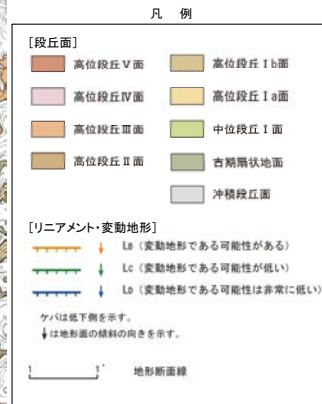 凡 例
[段丘面]
高位段丘Ⅴ面 高位段丘Ⅰb面
高位段丘Ⅳ面 高位段丘Ⅰa面
高位段丘Ⅲ面 中位段丘Ⅰ面
高位段丘Ⅱ面 古期扇状地面
沖積段丘面
[リニアメント・変動地形]
LB（変動地形である可能性がある）
LC（変動地形である可能性が低い）
LD（変動地形である可能性は非常に低い）
ケバは低下側を示す。
↓は地形面の傾斜の向きを示す。
1 1' 地形断面線